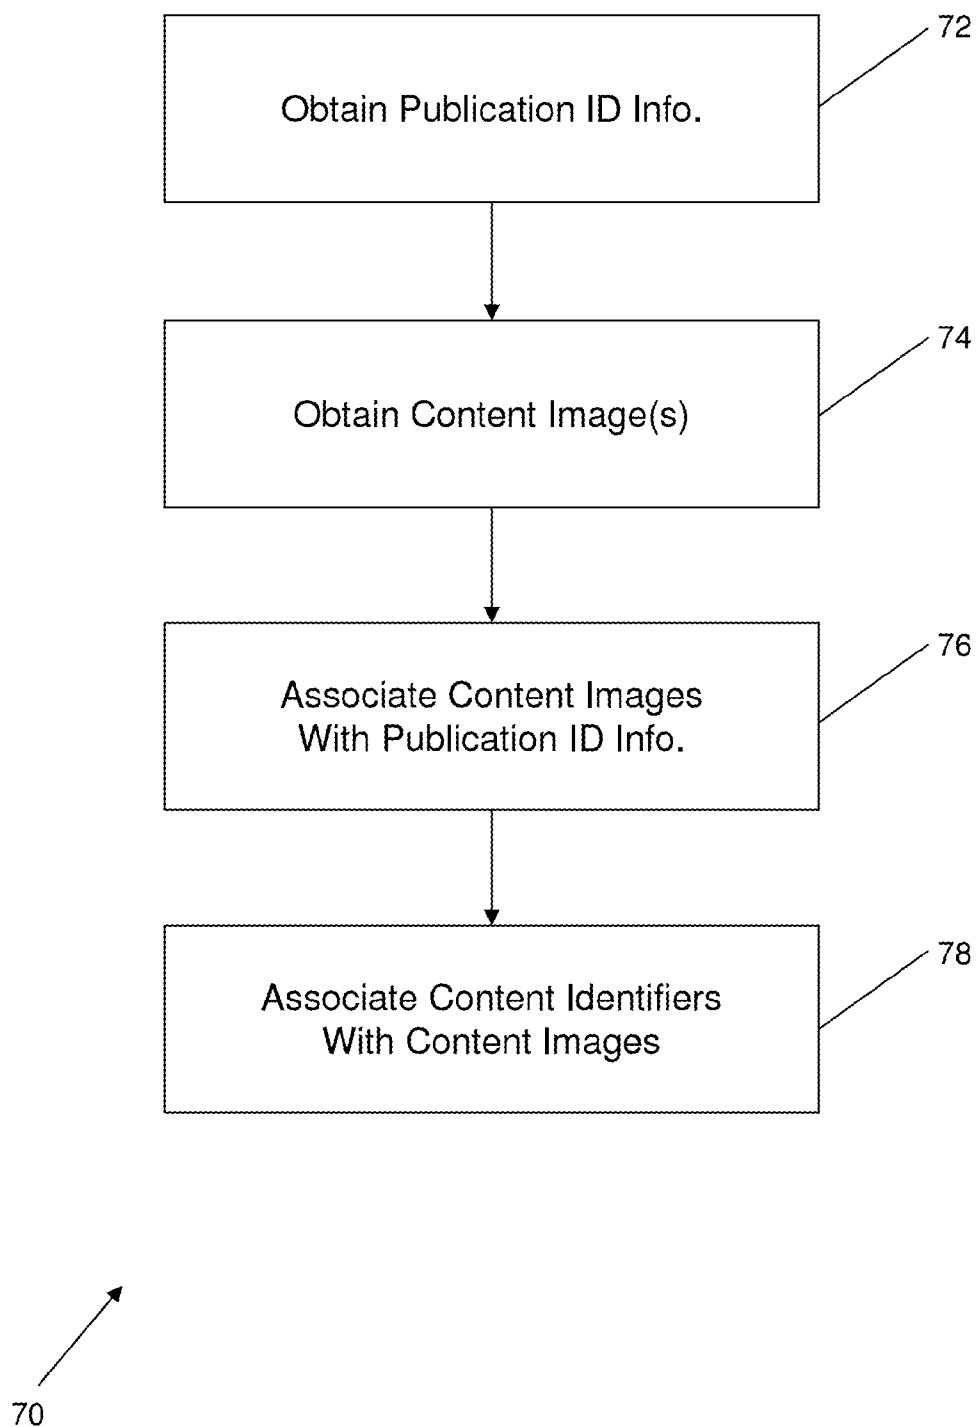 72
Obtain Publication ID Info.
74
Obtain Content Image(s)
76
Associate Content Images
With Publication ID Info.
78
Associate Content Identifiers
With Content Images
70